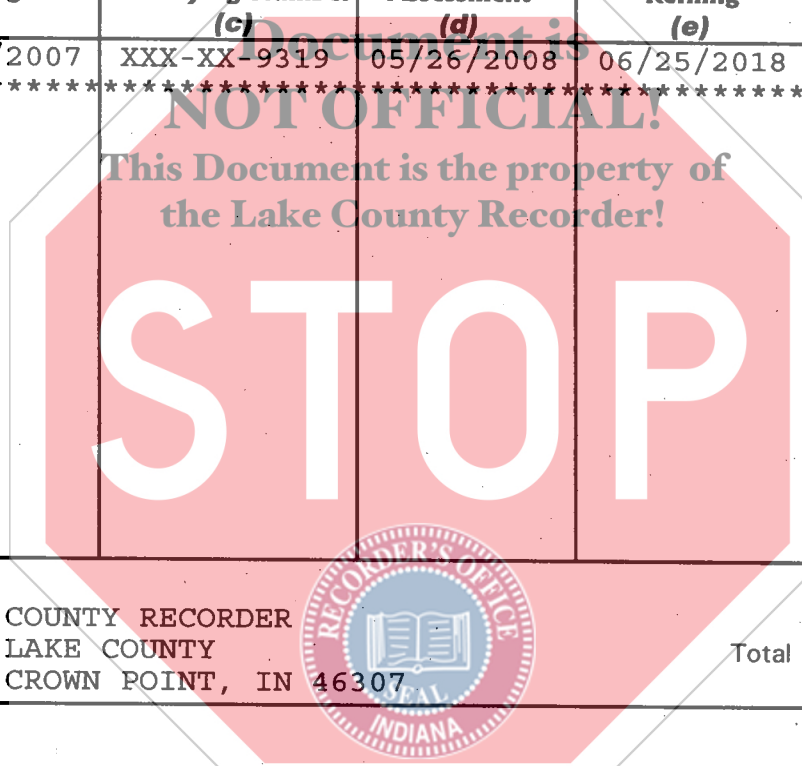 (c) (d) (e)
Document is
2007 XXX-XX-9319 05/26/2008 06/25/2018
****************************************
NOT OFFICIAL!
This Document is the property of
the Lake County Recorder!
STOP
RECORDER'S OFFICE
COUNTY RECORDER
LAKE COUNTY
Total
CROWN POINT, IN 46307
SEAL
INDIANA